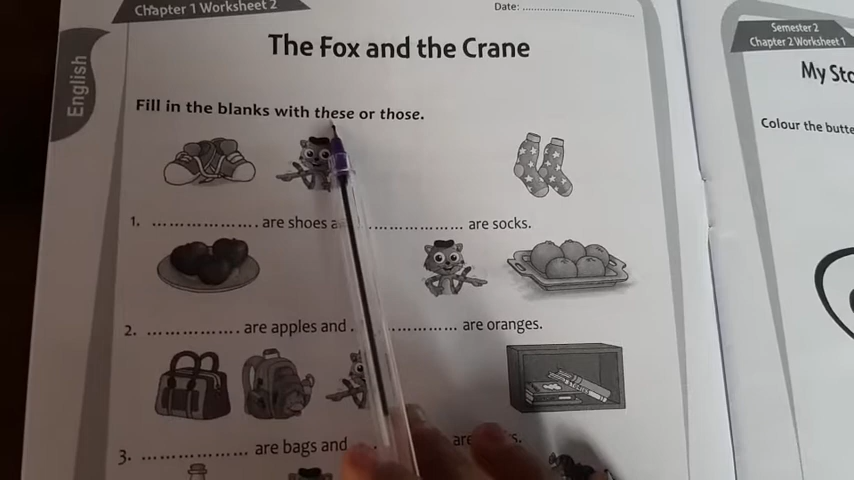 Chapter 1 Worksheet 2
Date: ..............................
English
The Fox and the Crane
Fill in the blanks with these or those.
1. .................. are shoes .................. are socks.
2. ................ are apples and ................ are oranges.
3. .................. are bags and
Semester 2
Chapter 2 Worksheet 1
My
Colour the